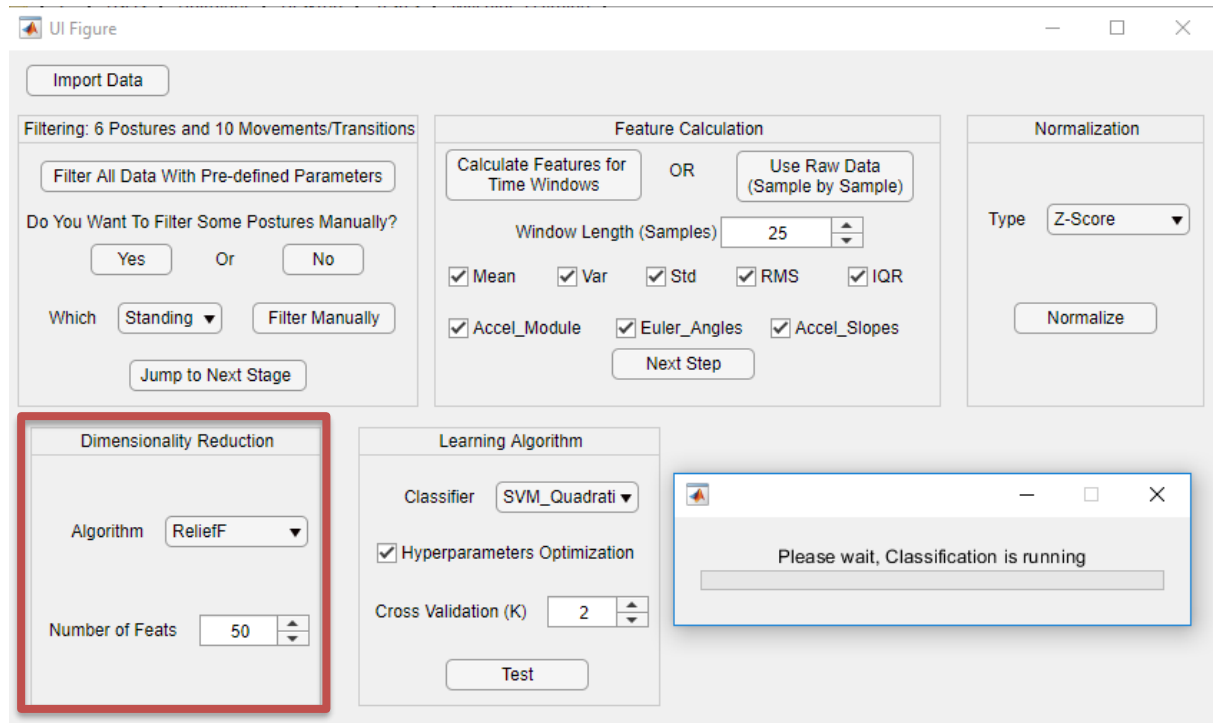 UI Figure
Import Data
Filtering: 6 Postures and 10 Movements/Transitions
Filter All Data With Pre-defined Parameters
Do You Want To Filter Some Postures Manually?
Yes Or No
Which Standing Filter Manually
Jump to Next Stage
Feature Calculation
Calculate Features for
Time Windows
OR
Use Raw Data
(Sample by Sample)
Window Length (Samples) 25
Mean Var Std RMS IQR
Accel_Module Euler_Angles Accel_Slopes
Next Step
Normalization
Type Z-Score
Normalize
Dimensionality Reduction
Algorithm ReliefF
Number of Feats 50
Learning Algorithm
Classifier SVM_Quadrati
Hyperparameters Optimization
Cross Validation (K) 2
Test
Please wait, Classification is running